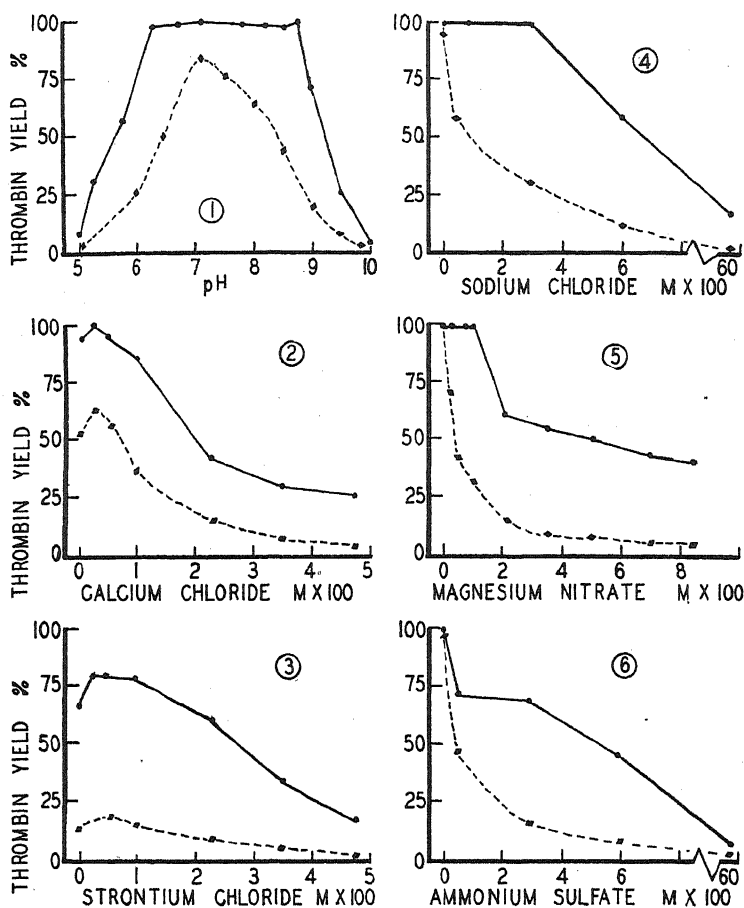 THROMBIN YIELD %
100
75
50
25
0
①
5 6 7 8 9 10
pH
THROMBIN YIELD %
100
75
50
25
0
②
0 1 2 3 4 5
CALCIUM CHLORIDE M X 100
THROMBIN YIELD %
100
75
50
25
0
③
0 1 2 3 4 5
STRONTIUM CHLORIDE M X 100
100
75
50
25
0
④
0 2 4 6 60
SODIUM CHLORIDE M X 100
100
75
50
25
0
⑤
0 2 4 6 8
MAGNESIUM NITRATE M X 100
100
75
50
25
0
⑥
0 2 4 6 60
AMMONIUM SULFATE M X 100